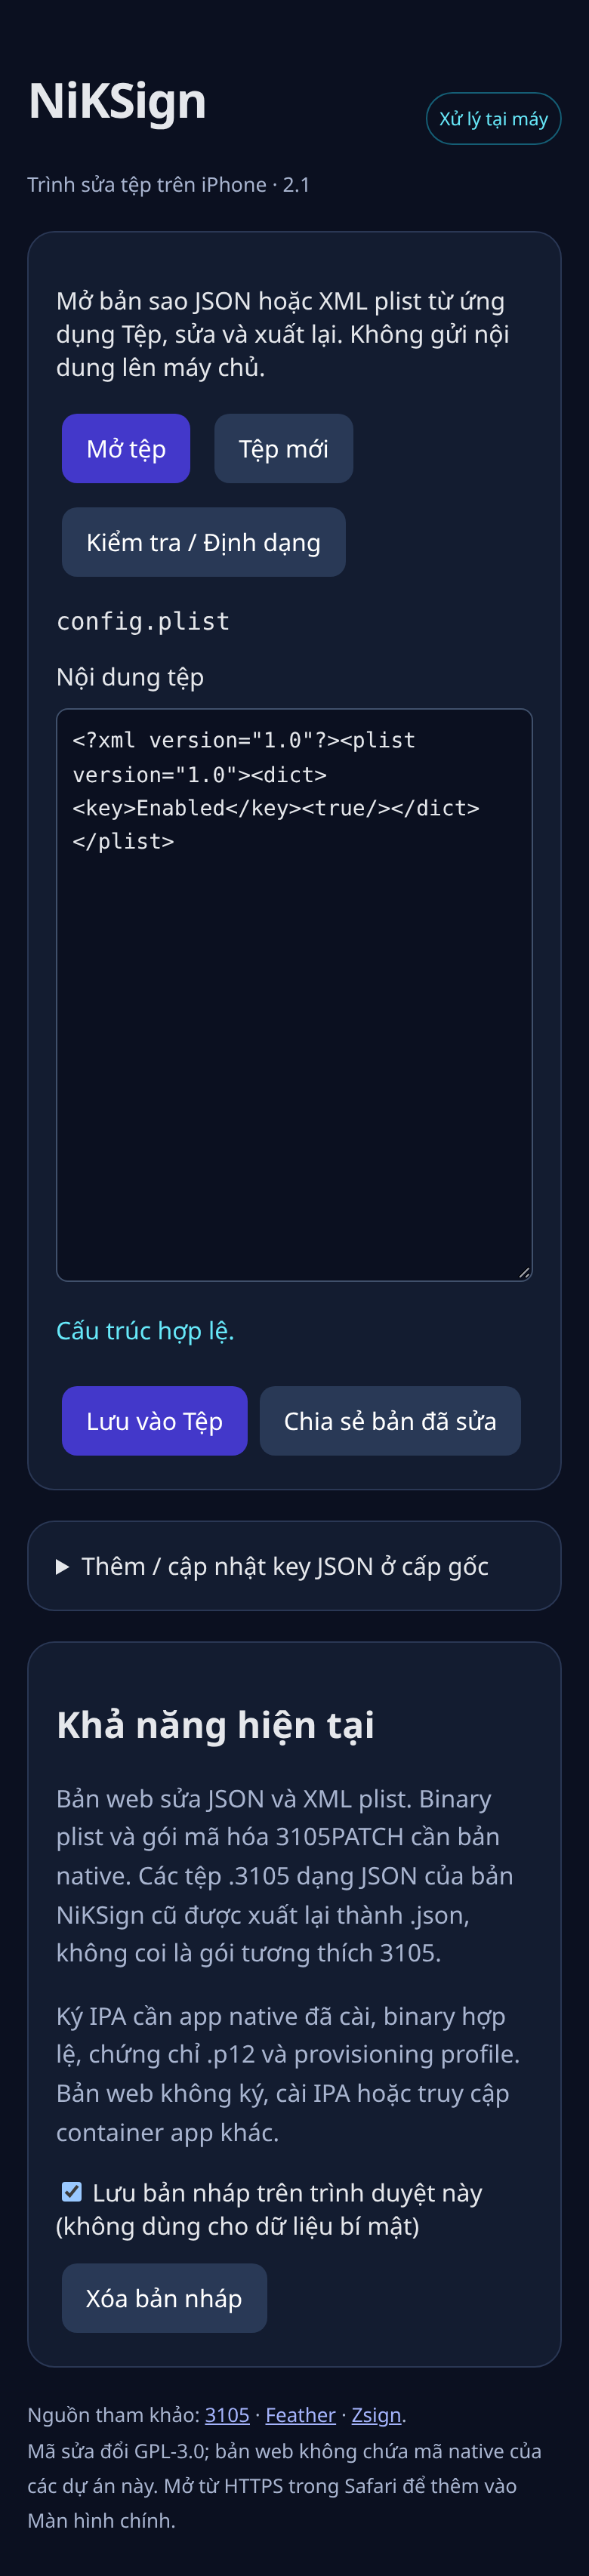 NiKSign
Xử lý tại máy
Trình sửa tệp trên iPhone · 2.1
Mở bản sao JSON hoặc XML plist từ ứng
dụng Tệp, sửa và xuất lại. Không gửi nội
dung lên máy chủ.
Mở tệp
Tệp mới
Kiểm tra / Định dạng
config.plist
Nội dung tệp
<?xml version="1.0"?><plist
version="1.0"><dict>
<key>Enabled</key><true/></dict>
</plist>
Cấu trúc hợp lệ.
Lưu vào Tệp
Chia sẻ bản đã sửa
Thêm / cập nhật key JSON ở cấp gốc
Khả năng hiện tại
Bản web sửa JSON và XML plist. Binary
plist và gói mã hóa 3105PATCH cần bản
native. Các tệp .3105 dạng JSON của bản
NiKSign cũ được xuất lại thành .json,
không coi là gói tương thích 3105.
Ký IPA cần app native đã cài, binary hợp
lệ, chứng chỉ .p12 và provisioning profile.
Bản web không ký, cài IPA hoặc truy cập
container app khác.
Lưu bản nháp trên trình duyệt này
(không dùng cho dữ liệu bí mật)
Xóa bản nháp
Nguồn tham khảo: 3105 · Feather · Zsign.
Mã sửa đổi GPL-3.0; bản web không chứa mã native của
các dự án này. Mở từ HTTPS trong Safari để thêm vào
Màn hình chính.